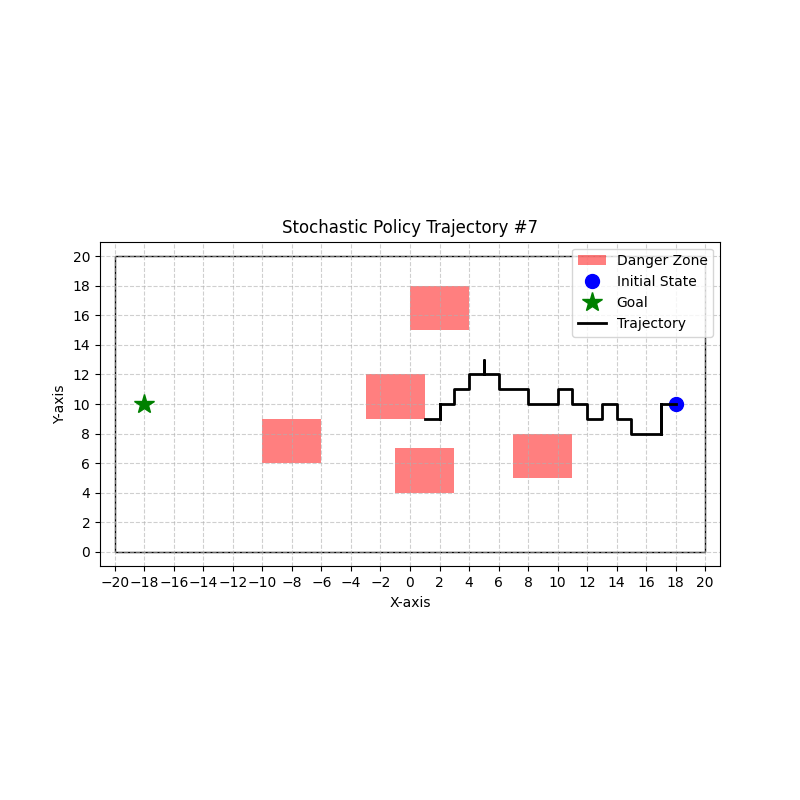 Stochastic Policy Trajectory #7
Danger Zone
Initial State
Goal
Trajectory
Y-axis
20
18
16
14
12
10
8
6
4
2
0
−20 −18 −16 −14 −12 −10 −8 −6 −4 −2 0 2 4 6 8 10 12 14 16 18 20
X-axis